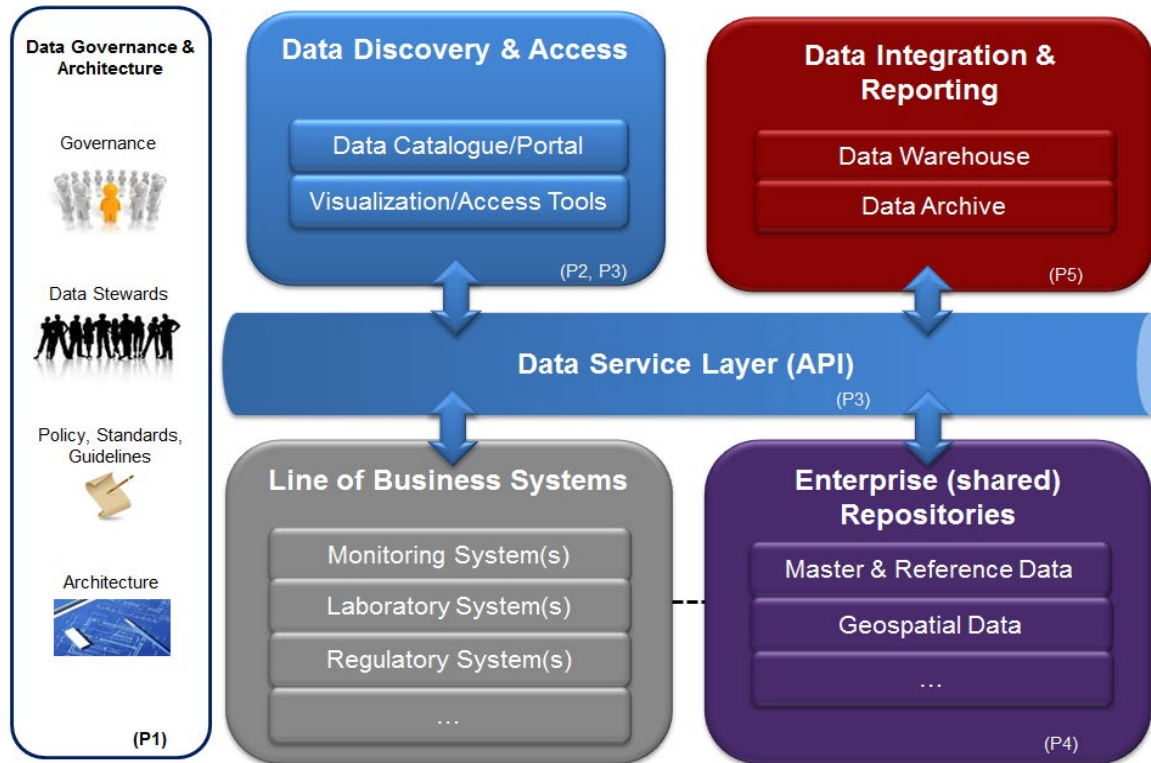 Data Governance &
Architecture
Governance
Data Stewards
Policy, Standards,
Guidelines
Architecture
(P1)
Data Discovery & Access
Data Catalogue/Portal
Visualization/Access Tools
(P2, P3)
Data Integration &
Reporting
Data Warehouse
Data Archive
(P5)
Data Service Layer (API)
(P3)
Line of Business Systems
Monitoring System(s)
Laboratory System(s)
Regulatory System(s)
...
Enterprise (shared)
Repositories
Master & Reference Data
Geospatial Data
...
(P4)